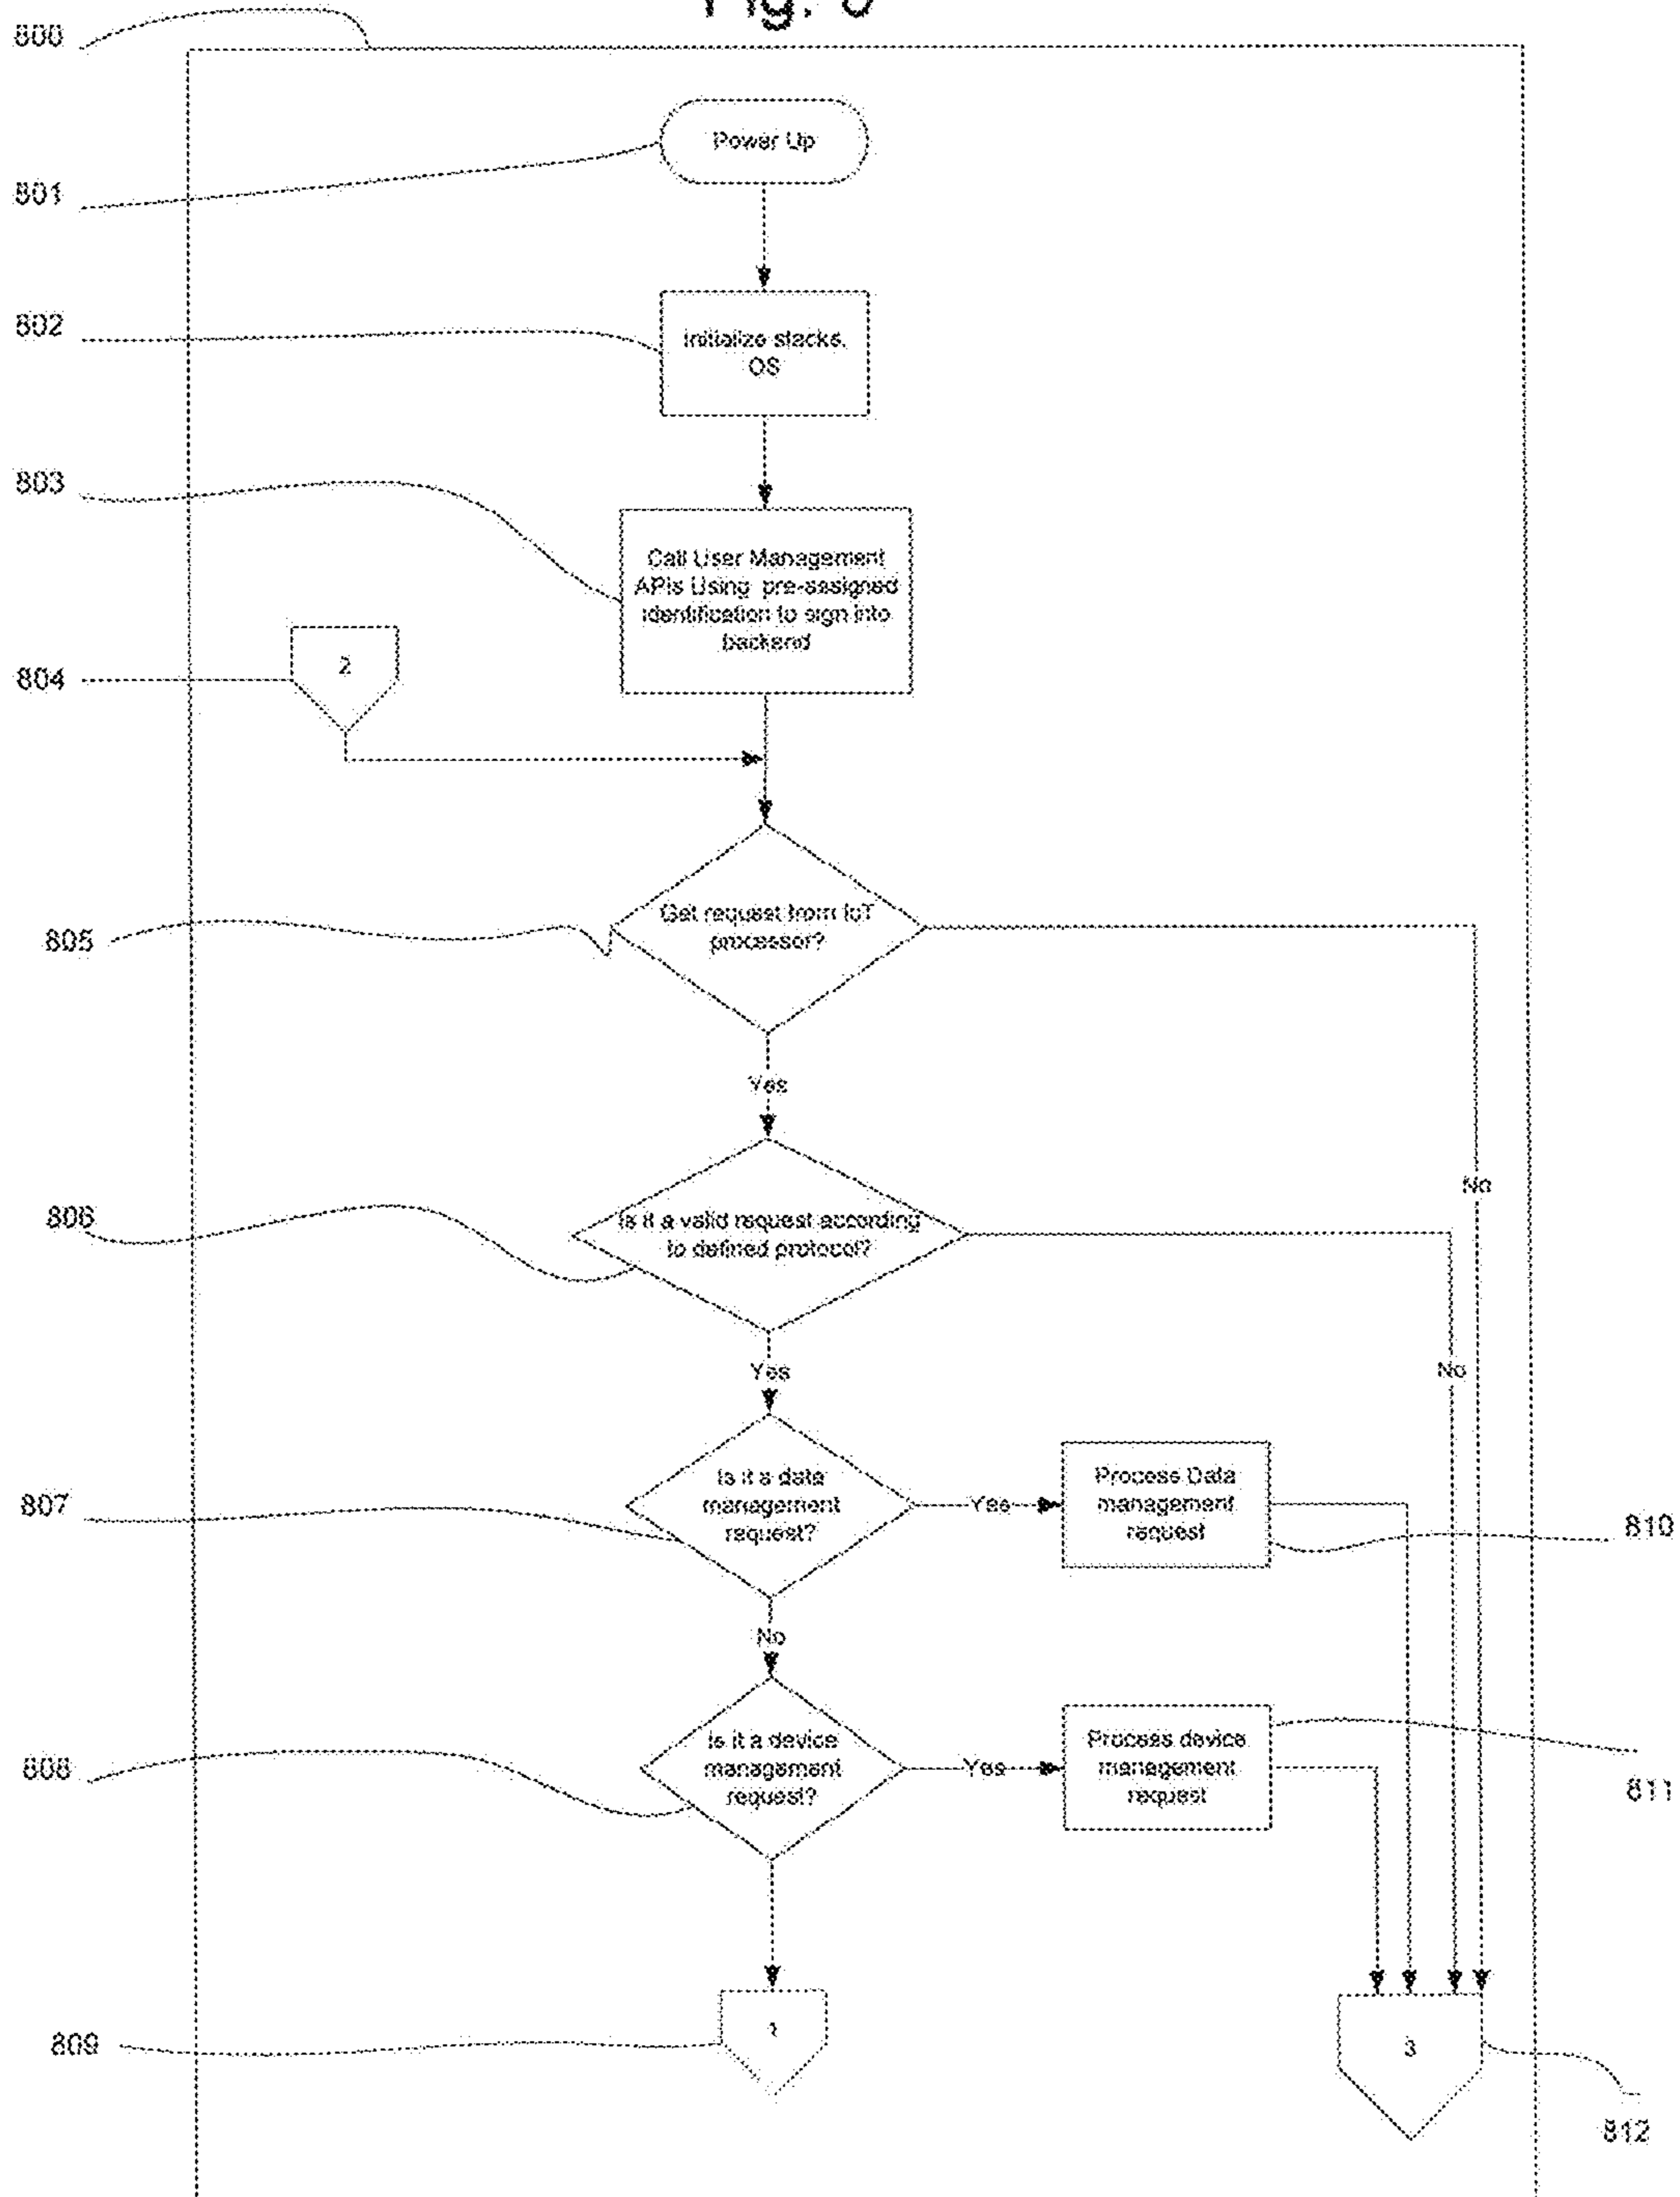 800
Power Up
801
802
Initialize stacks,
OS
803
Call User Management
APIs Using pre-assigned
identification to sign into
backend
804
2
805
Get request from IoT
processor?
Yes
No
806
Is it a valid request according
to defined protocol?
Yes
No
807
Is it a data
management
request?
Yes
Process Data
management
request
810
No
808
Is it a device
management
request?
Yes
Process device
management
request
811
809
1
3
812